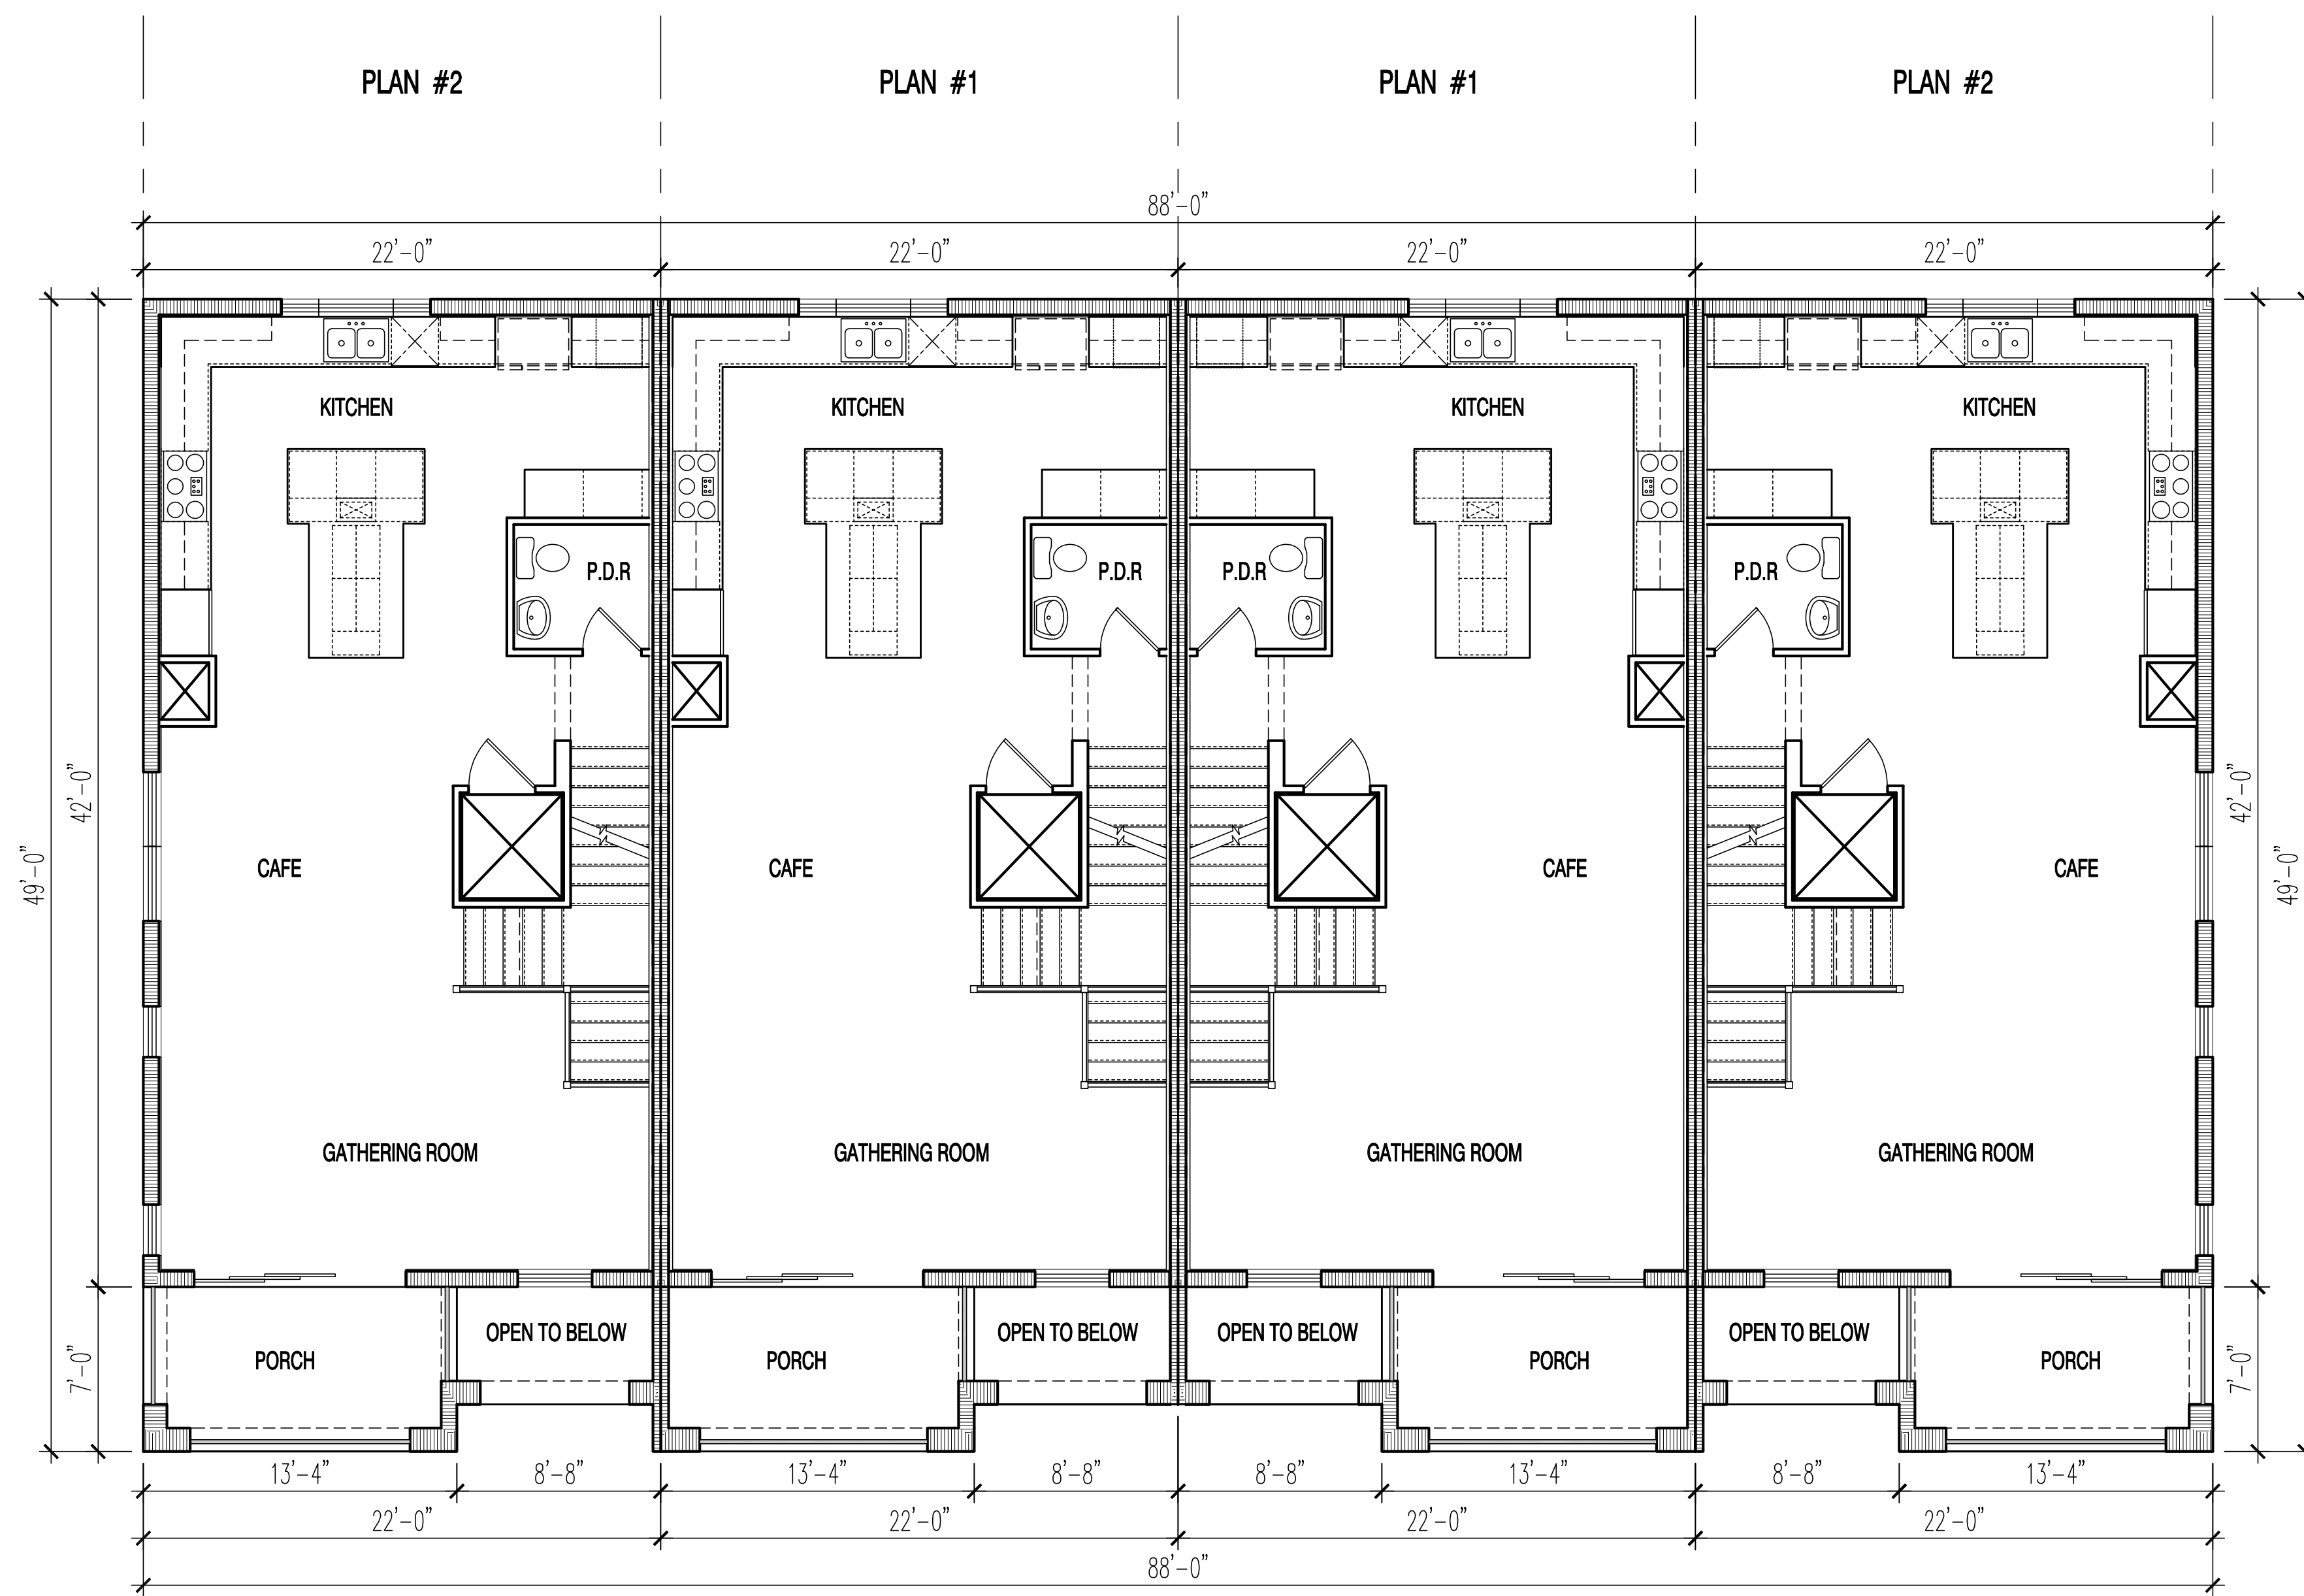 PLAN #2 PLAN #1 PLAN #1 PLAN #2
88'-0"
22'-0" 22'-0" 22'-0" 22'-0"
KITCHEN KITCHEN KITCHEN KITCHEN
P.D.R P.D.R P.D.R P.D.R
42'-0" 42'-0"
49'-0" 49'-0"
CAFE CAFE CAFE CAFE
GATHERING ROOM GATHERING ROOM GATHERING ROOM GATHERING ROOM
OPEN TO BELOW OPEN TO BELOW OPEN TO BELOW OPEN TO BELOW
7'-0" PORCH PORCH PORCH PORCH 7'-0"
13'-4" 8'-8" 13'-4" 8'-8" 8'-8" 13'-4" 8'-8" 13'-4"
22'-0" 22'-0" 22'-0" 22'-0"
88'-0"